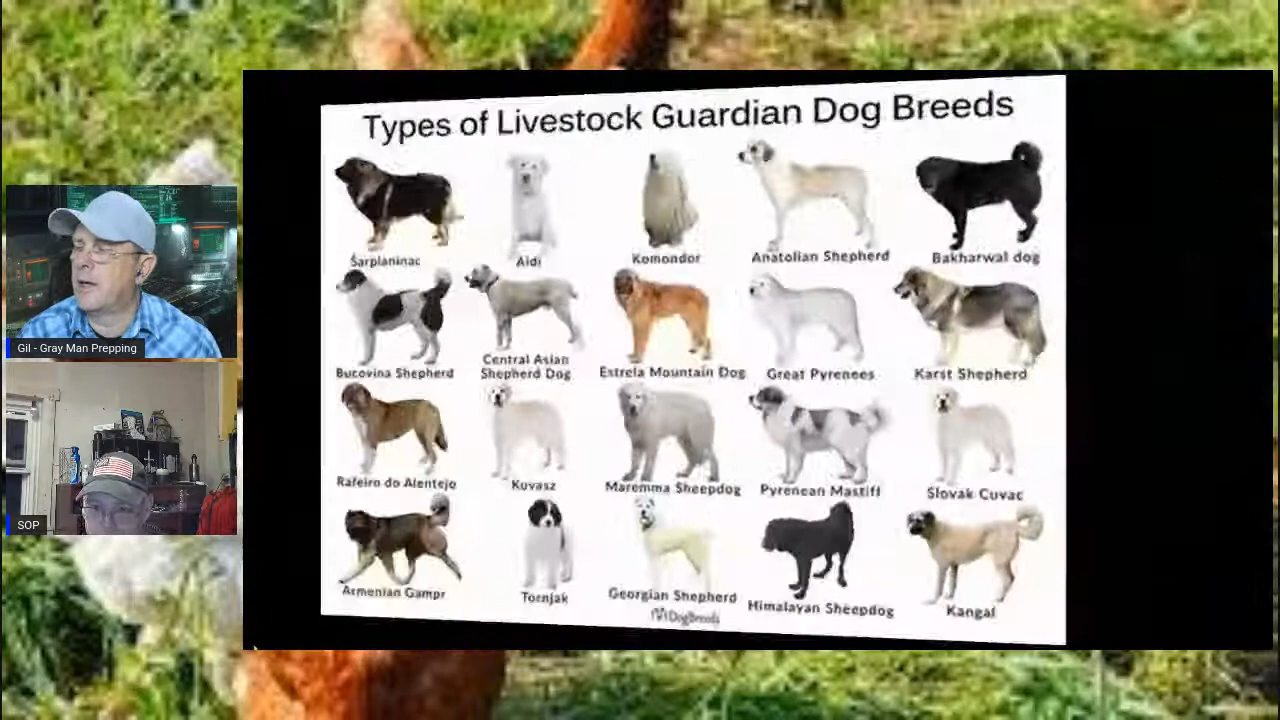 Types of Livestock Guardian Dog Breeds
Šarplaninac
Aidi
Komondor
Anatolian Shepherd
Bakharwal dog
Bucovina Shepherd
Central Asian
Shepherd Dog
Estrela Mountain Dog
Great Pyrenees
Karst Shepherd
Rafeiro do Alentejo
Kuvasz
Maremma Sheepdog
Pyrenean Mastiff
Slovak Cuvac
Armenian Gampr
Tornjak
Georgian Shepherd
Himalayan Sheepdog
Kangal
DogBreeds
Gil - Gray Man Prepping
SOP